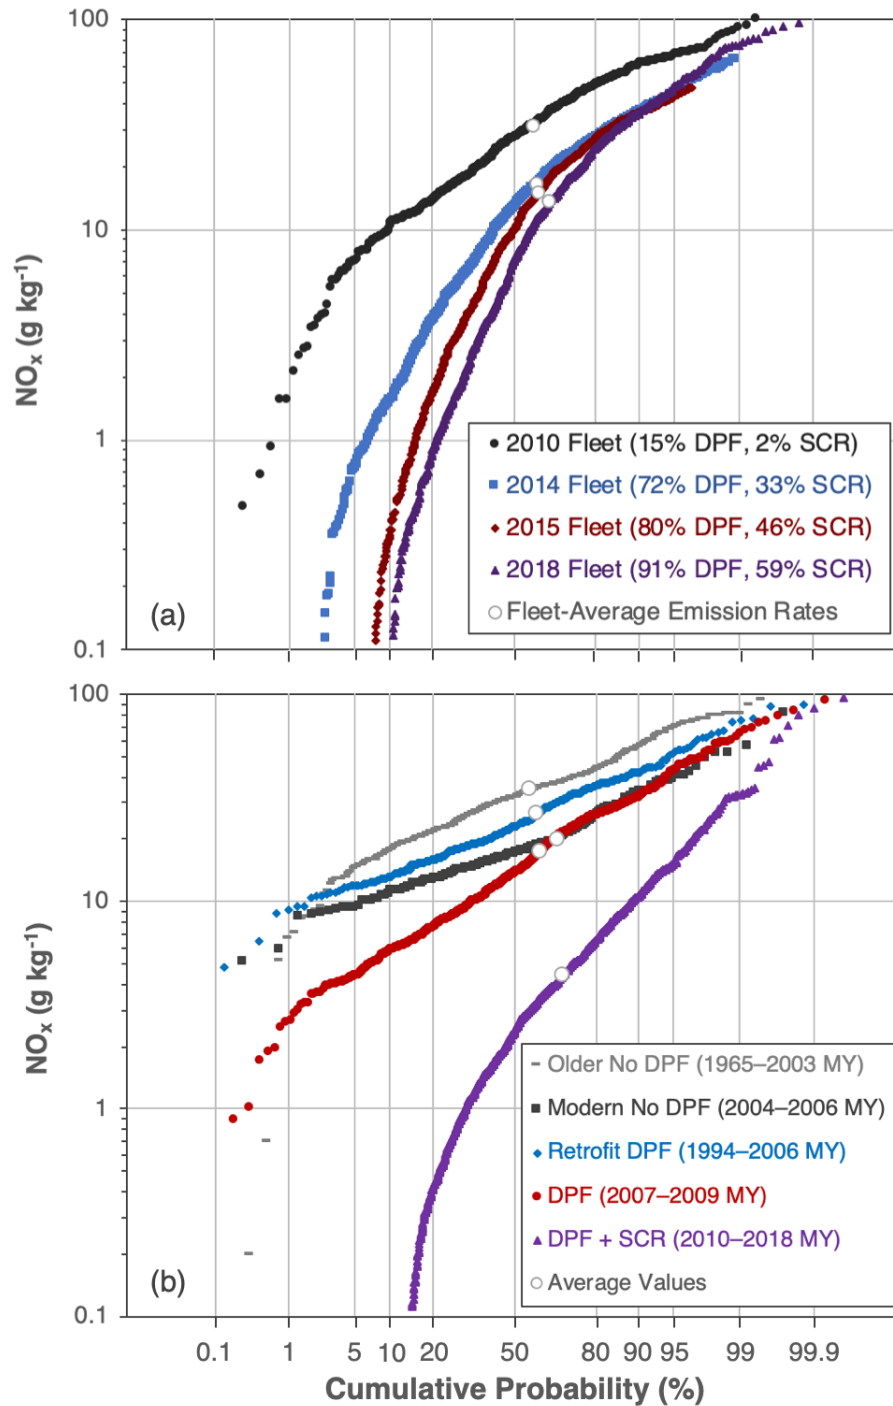 100
10
1
0.1
NOx (g kg-1)
2010 Fleet (15% DPF, 2% SCR)
2014 Fleet (72% DPF, 33% SCR)
2015 Fleet (80% DPF, 46% SCR)
2018 Fleet (91% DPF, 59% SCR)
Fleet-Average Emission Rates
(a)
100
10
1
0.1
NOx (g kg-1)
Older No DPF (1965–2003 MY)
Modern No DPF (2004–2006 MY)
Retrofit DPF (1994–2006 MY)
DPF (2007–2009 MY)
DPF + SCR (2010–2018 MY)
Average Values
(b)
0.1 1 5 10 20 50 80 90 95 99 99.9
Cumulative Probability (%)